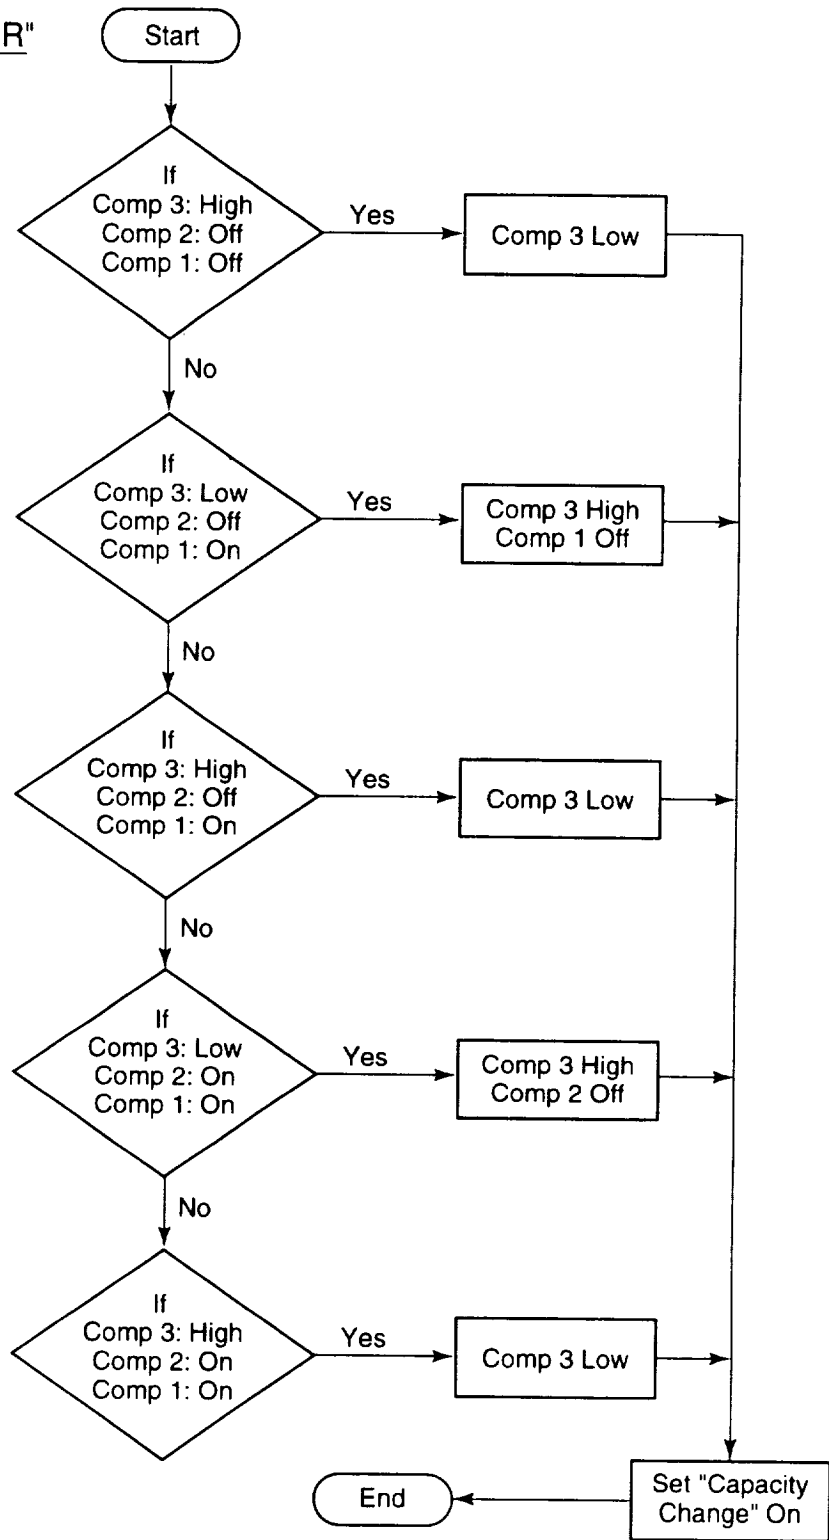 R"
Start
If
Comp 3: High
Comp 2: Off
Comp 1: Off
Yes
Comp 3 Low
No
If
Comp 3: Low
Comp 2: Off
Comp 1: On
Yes
Comp 3 High
Comp 1 Off
No
If
Comp 3: High
Comp 2: Off
Comp 1: On
Yes
Comp 3 Low
No
If
Comp 3: Low
Comp 2: On
Comp 1: On
Yes
Comp 3 High
Comp 2 Off
No
If
Comp 3: High
Comp 2: On
Comp 1: On
Yes
Comp 3 Low
Set "Capacity
Change" On
End